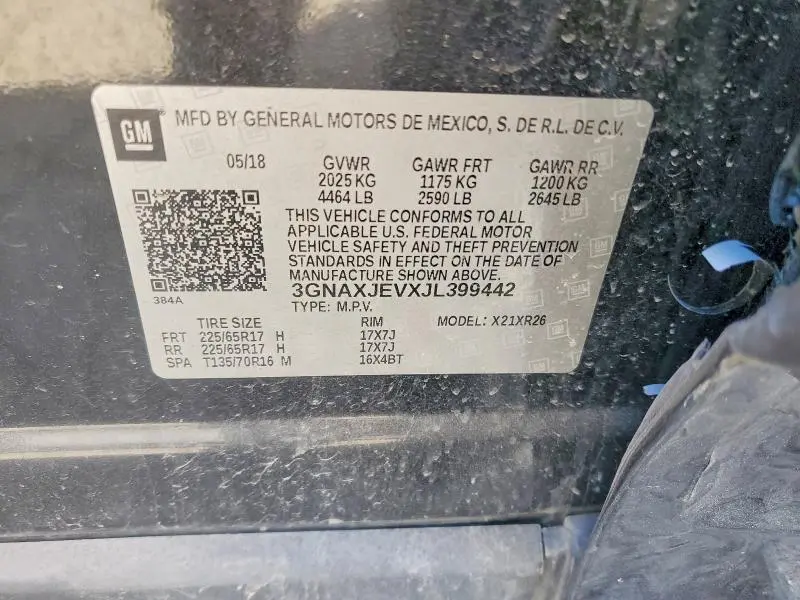 GM
MFD BY GENERAL MOTORS DE MEXICO, S. DE R.L. DE C.V.
05/18 GVWR GAWR FRT GAWR RR
2025 KG 1175 KG 1200 KG
4464 LB 2590 LB 2645 LB
THIS VEHICLE CONFORMS TO ALL
APPLICABLE U.S. FEDERAL MOTOR
VEHICLE SAFETY AND THEFT PREVENTION
STANDARDS IN EFFECT ON THE DATE OF
MANUFACTURE SHOWN ABOVE.
384A
3GNAXJEVXJL399442
TYPE: M.P.V. MODEL: X21XR26
TIRE SIZE RIM
FRT 225/65R17 H 17X7J
RR 225/65R17 H 17X7J
SPA T135/70R16 M 16X4BT